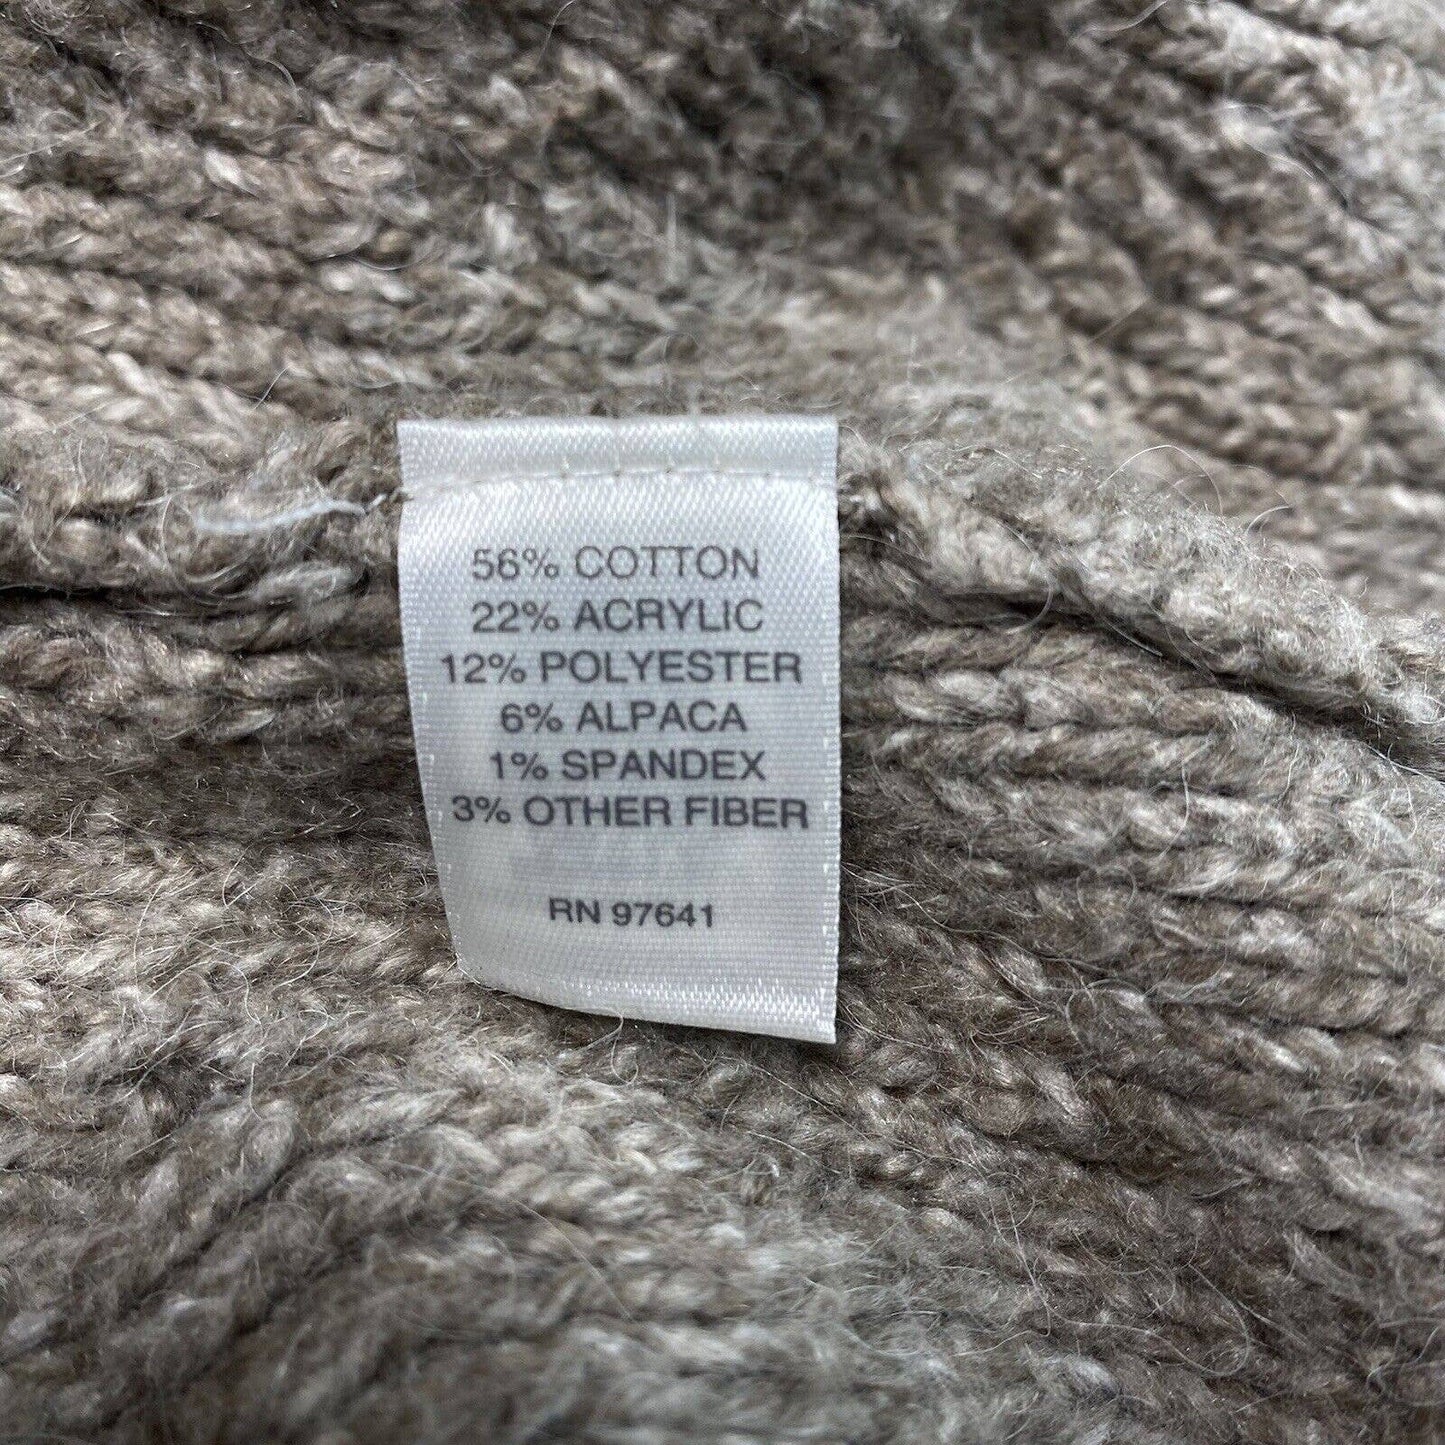 56% COTTON
22% ACRYLIC
12% POLYESTER
6% ALPACA
1% SPANDEX
3% OTHER FIBER
RN 97641